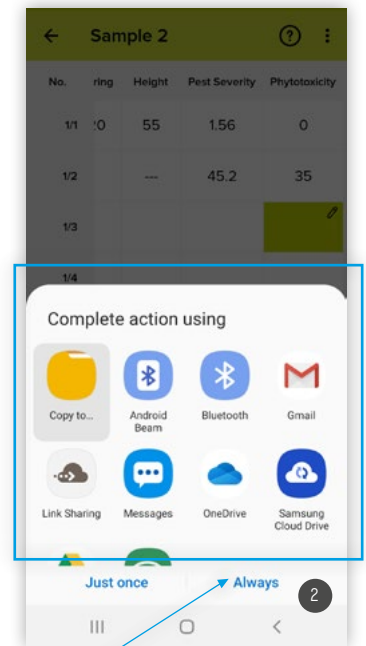 Sample 2 ?
No. ring Height Pest Severity Phytotoxicity
1/1 :0 55 1.56 0
1/2 --- 45.2 35
1/3
1/4
Complete action using
Copy to... Android Beam Bluetooth Gmail
Link Sharing Messages OneDrive Samsung Cloud Drive
Just once Always
2